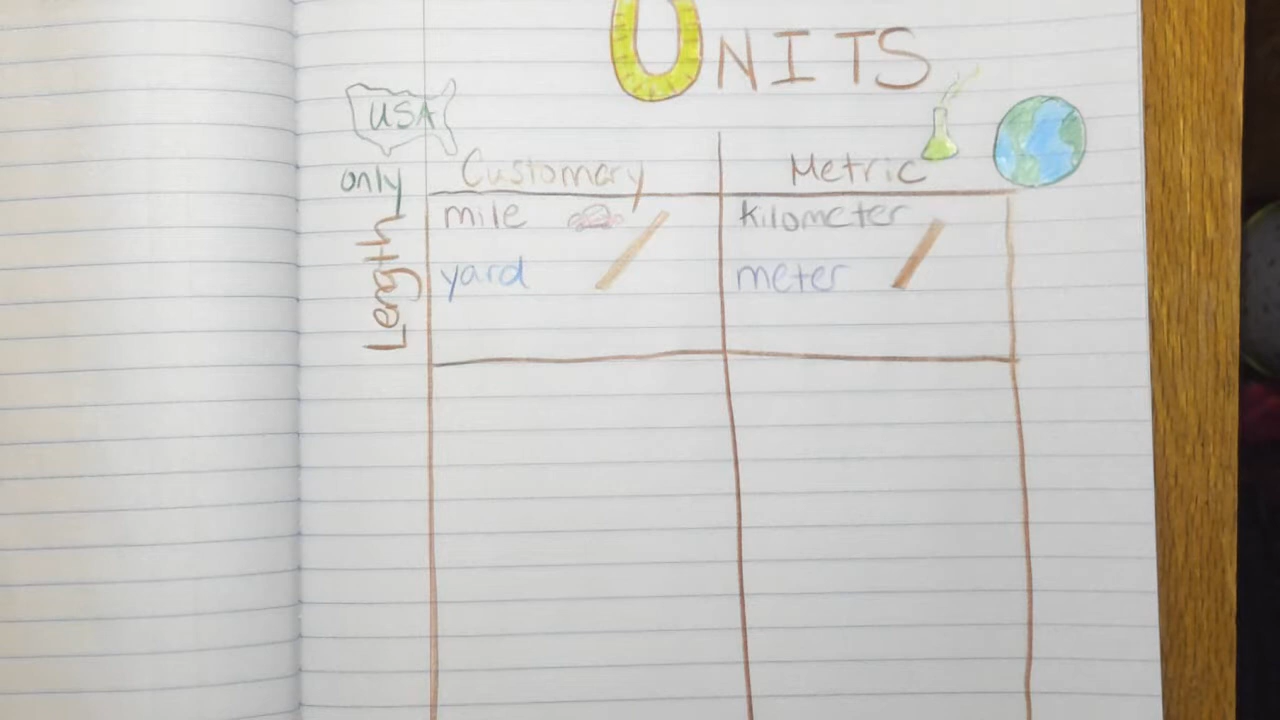 UNITS
USA
only
Customary
Metric
Length
mile
kilometer
yard
meter